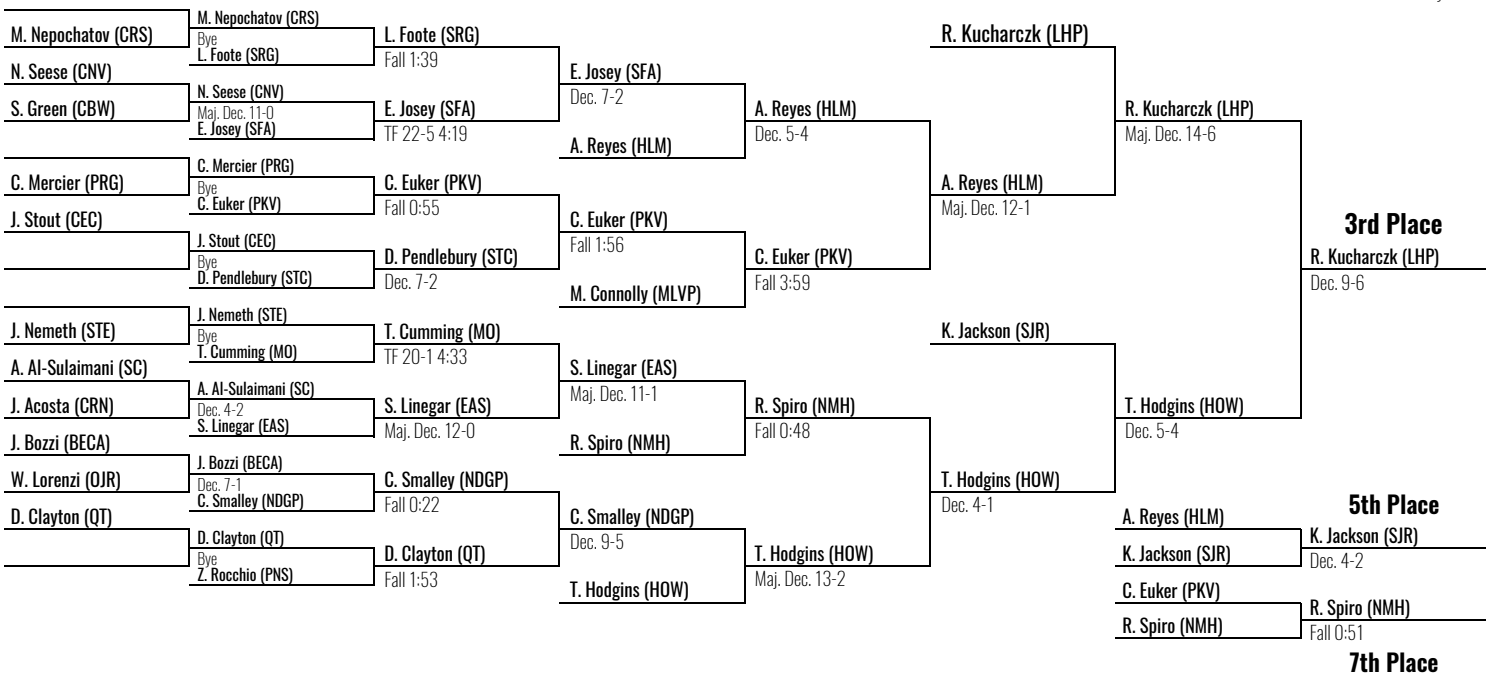 M. Nepochatov (CRS)
N. Seese (CNV)
S. Green (CBW)
C. Mercier (PRG)
J. Stout (CEC)
J. Nemeth (STE)
A. Al-Sulaimani (SC)
J. Acosta (CRN)
J. Bozzi (BECA)
W. Lorenzi (OJR)
D. Clayton (QT)
M. Nepochatov (CRS)
Bye
L. Foote (SRG)
N. Seese (CNV)
Maj. Dec. 11-0
E. Josey (SFA)
C. Mercier (PRG)
Bye
C. Euker (PKV)
J. Stout (CEC)
Bye
D. Pendlebury (STC)
J. Nemeth (STE)
Bye
T. Cumming (MO)
A. Al-Sulaimani (SC)
Dec. 4-2
S. Linegar (EAS)
J. Bozzi (BECA)
Dec. 7-1
C. Smalley (NDGP)
D. Clayton (QT)
Bye
Z. Rocchio (PNS)
L. Foote (SRG)
Fall 1:39
E. Josey (SFA)
TF 22-5 4:19
C. Euker (PKV)
Fall 0:55
D. Pendlebury (STC)
Dec. 7-2
T. Cumming (MO)
TF 20-1 4:33
S. Linegar (EAS)
Maj. Dec. 12-0
C. Smalley (NDGP)
Fall 0:22
D. Clayton (QT)
Fall 1:53
E. Josey (SFA)
Dec. 7-2
A. Reyes (HLM)
C. Euker (PKV)
Fall 1:56
M. Connolly (MLVP)
S. Linegar (EAS)
Maj. Dec. 11-1
R. Spiro (NMH)
C. Smalley (NDGP)
Dec. 9-5
T. Hodgins (HOW)
A. Reyes (HLM)
Dec. 5-4
C. Euker (PKV)
Fall 3:59
R. Spiro (NMH)
Fall 0:48
T. Hodgins (HOW)
Maj. Dec. 13-2
R. Kucharczk (LHP)
A. Reyes (HLM)
Maj. Dec. 12-1
K. Jackson (SJR)
T. Hodgins (HOW)
Dec. 4-1
R. Kucharczk (LHP)
Maj. Dec. 14-6
T. Hodgins (HOW)
Dec. 5-4
3rd Place
R. Kucharczk (LHP)
Dec. 9-6
5th Place
A. Reyes (HLM)
K. Jackson (SJR)
K. Jackson (SJR)
Dec. 4-2
C. Euker (PKV)
R. Spiro (NMH)
R. Spiro (NMH)
Fall 0:51
7th Place